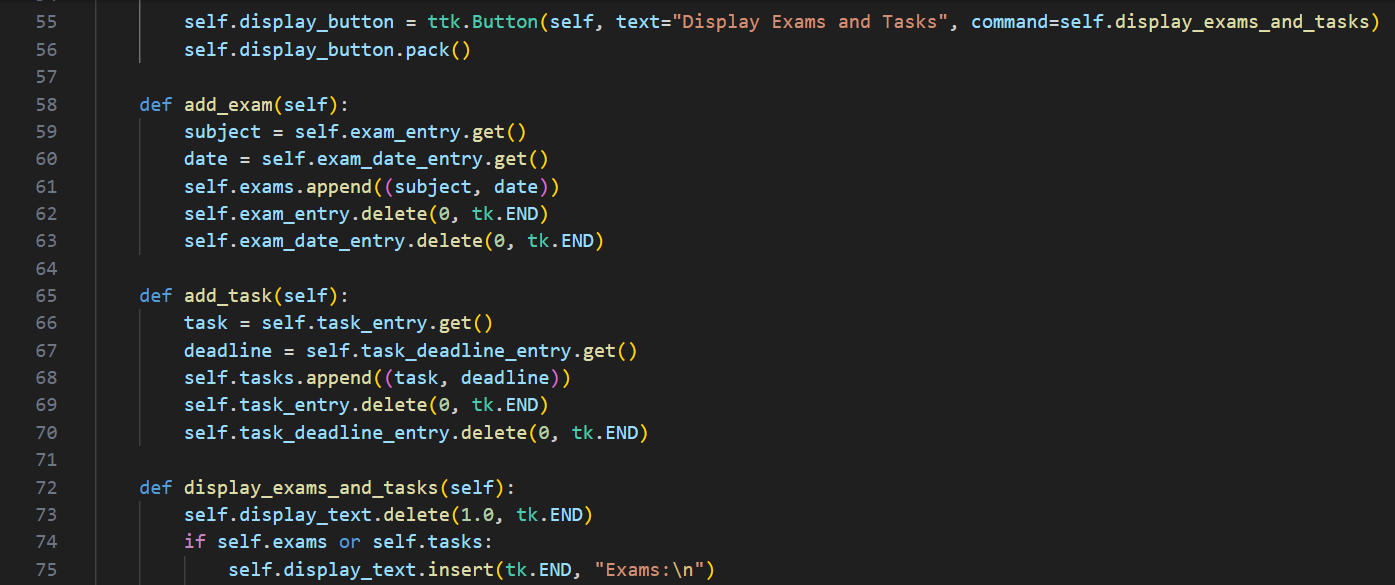 55 self.display_button = ttk.Button(self, text="Display Exams and Tasks", command=self.display_exams_and_tasks)
56 self.display_button.pack()
57
58 def add_exam(self):
59 subject = self.exam_entry.get()
60 date = self.exam_date_entry.get()
61 self.exams.append((subject, date))
62 self.exam_entry.delete(0, tk.END)
63 self.exam_date_entry.delete(0, tk.END)
64
65 def add_task(self):
66 task = self.task_entry.get()
67 deadline = self.task_deadline_entry.get()
68 self.tasks.append((task, deadline))
69 self.task_entry.delete(0, tk.END)
70 self.task_deadline_entry.delete(0, tk.END)
71
72 def display_exams_and_tasks(self):
73 self.display_text.delete(1.0, tk.END)
74 if self.exams or self.tasks:
75 self.display_text.insert(tk.END, "Exams:\n")